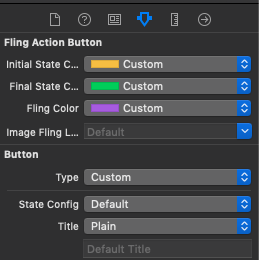 Fling Action Button
Initial State C... Custom
Final State C... Custom
Fling Color Custom
Image Fling L... Default
Button
Type Custom
State Config Default
Title Plain
Default Title